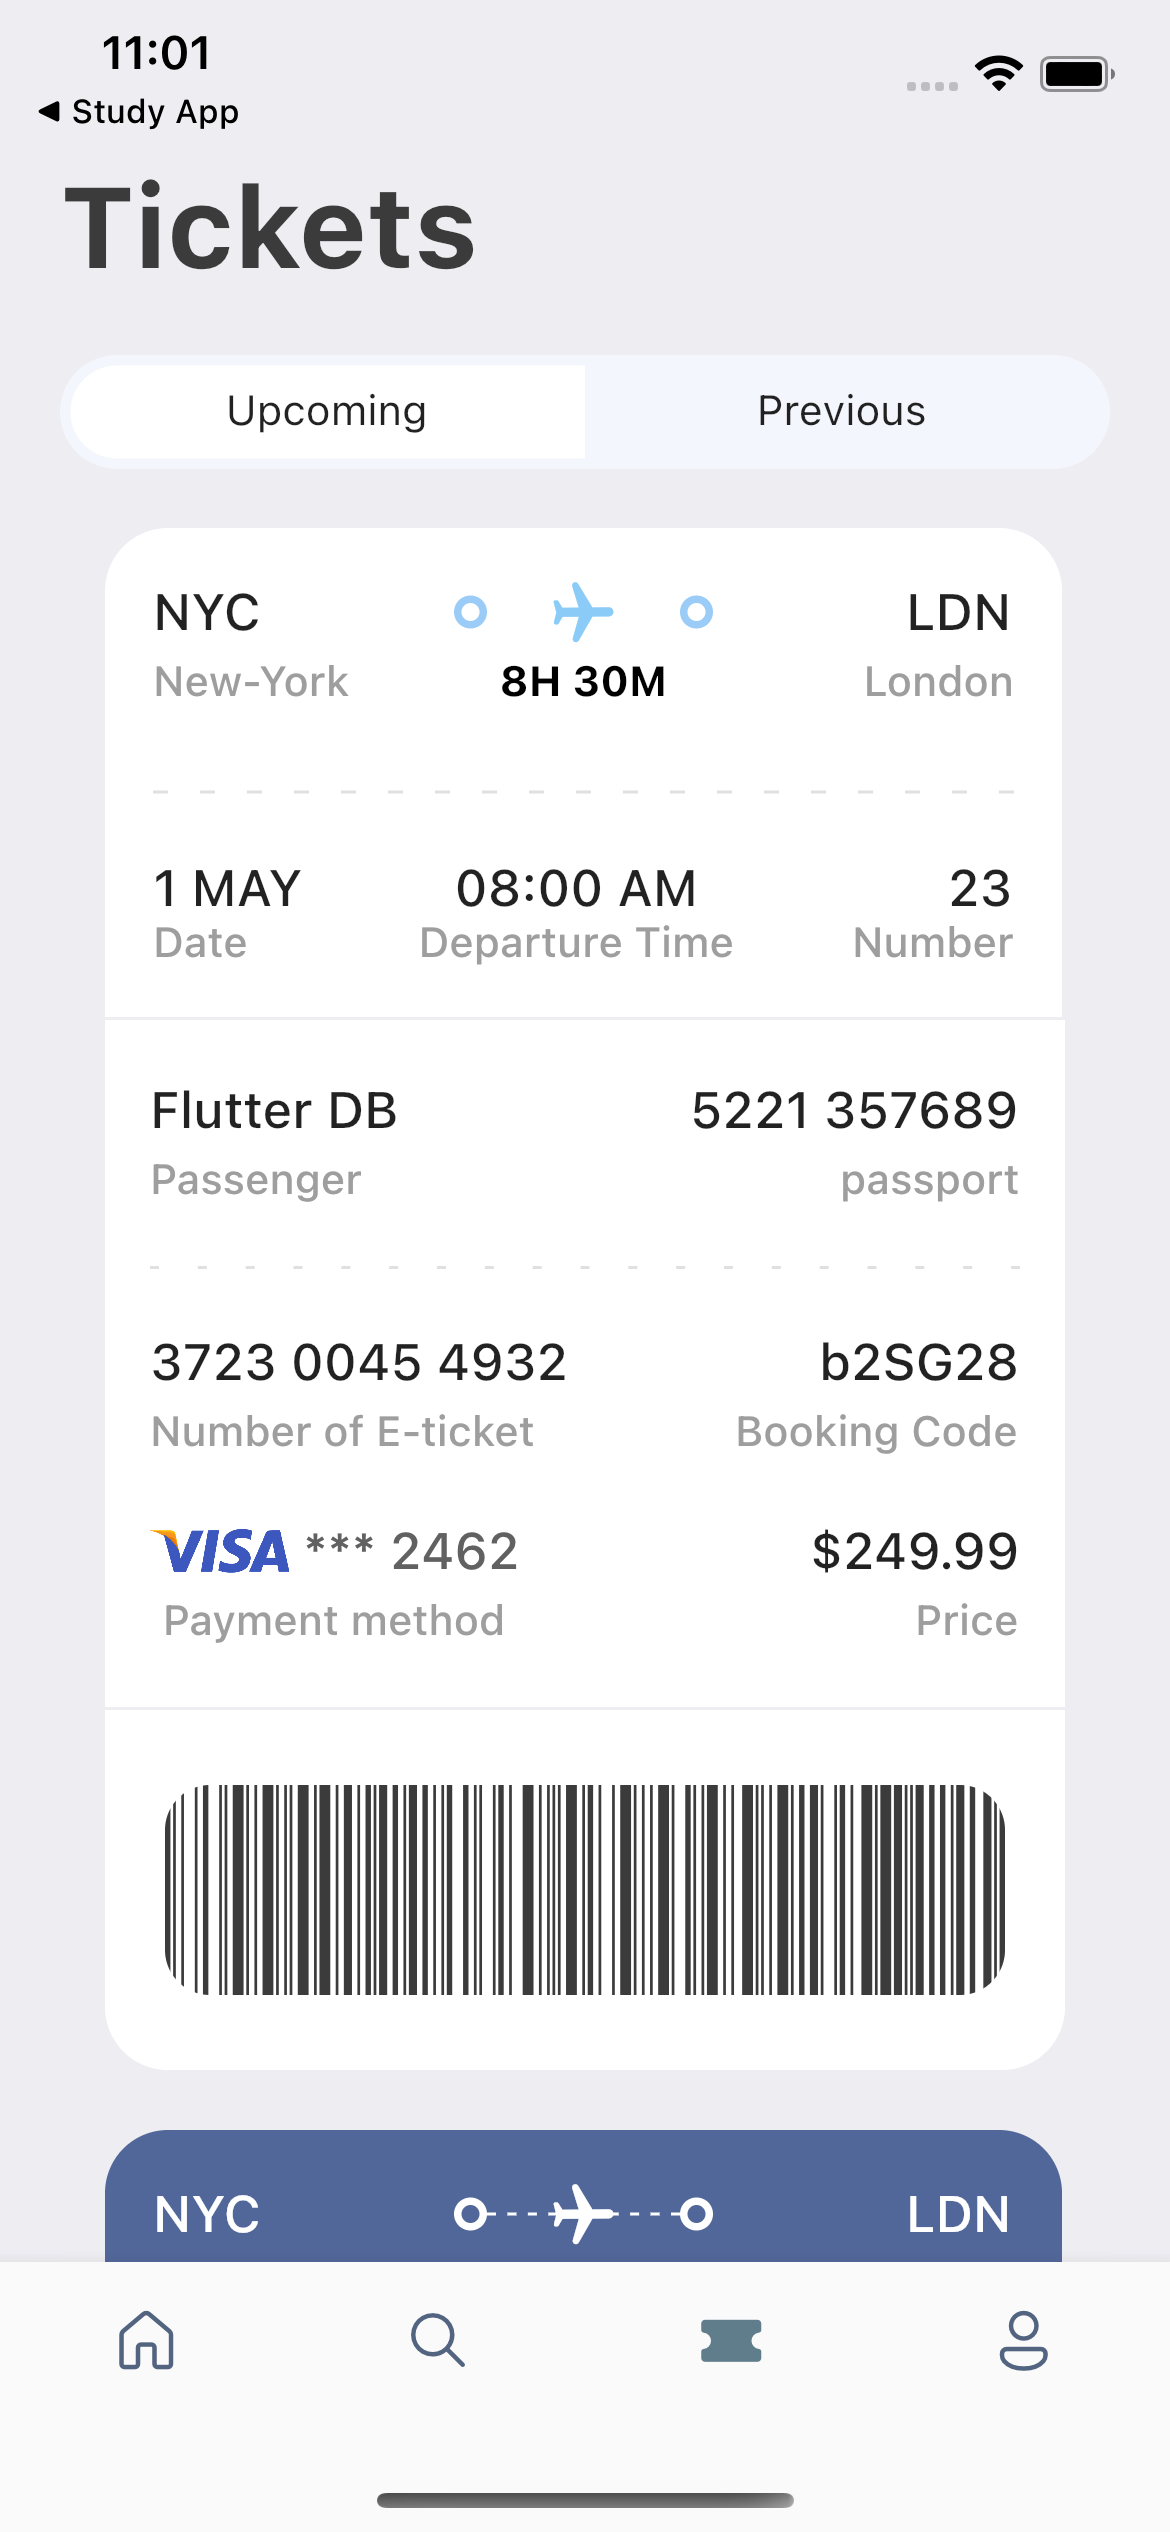 11:01
◀ Study App
Tickets
Upcoming Previous
NYC LDN
New-York 8H 30M London
1 MAY 08:00 AM 23
Date Departure Time Number
Flutter DB 5221 357689
Passenger passport
3723 0045 4932 b2SG28
Number of E-ticket Booking Code
VISA *** 2462 $249.99
Payment method Price
NYC LDN